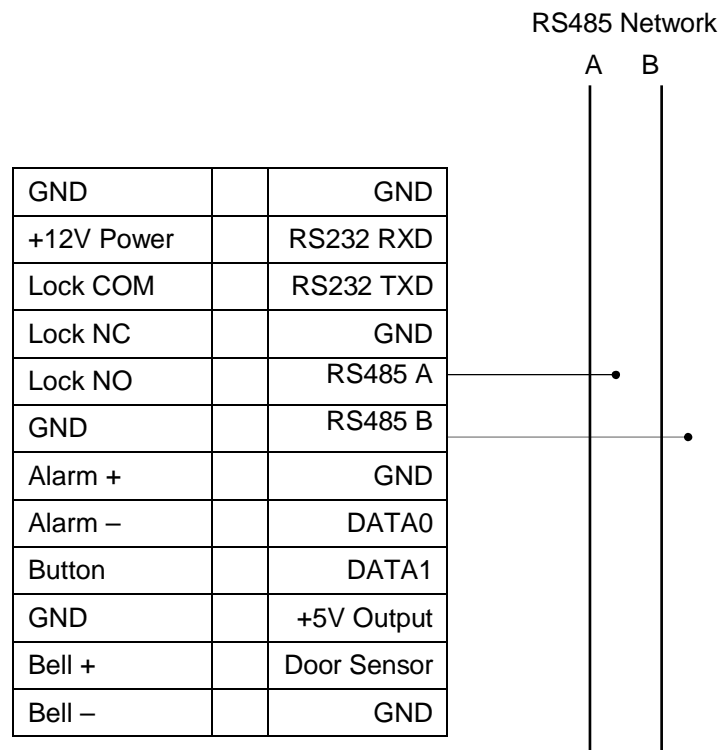 RS485 Network
A B
GND GND
+12V Power RS232 RXD
Lock COM RS232 TXD
Lock NC GND
Lock NO RS485 A
GND RS485 B
Alarm + GND
Alarm – DATA0
Button DATA1
GND +5V Output
Bell + Door Sensor
Bell – GND